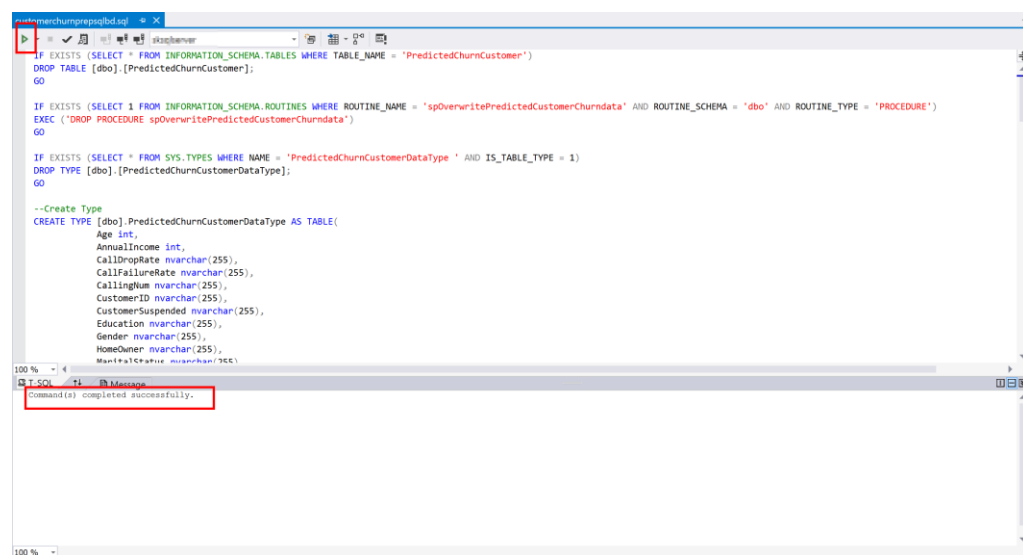 customerchurnprepsqlbd.sql
IF EXISTS (SELECT * FROM INFORMATION_SCHEMA.TABLES WHERE TABLE_NAME = 'PredictedChurnCustomer')
DROP TABLE [dbo].[PredictedChurnCustomer];
GO
IF EXISTS (SELECT 1 FROM INFORMATION_SCHEMA.ROUTINES WHERE ROUTINE_NAME = 'spOverwritePredictedCustomerChurndata' AND ROUTINE_SCHEMA = 'dbo' AND ROUTINE_TYPE = 'PROCEDURE')
EXEC ('DROP PROCEDURE spOverwritePredictedCustomerChurndata')
GO
IF EXISTS (SELECT * FROM SYS.TYPES WHERE NAME = 'PredictedChurnCustomerDataType ' AND IS_TABLE_TYPE = 1)
DROP TYPE [dbo].[PredictedChurnCustomerDataType];
GO
--Create Type
CREATE TYPE [dbo].PredictedChurnCustomerDataType AS TABLE(
Age int,
AnnualIncome int,
CallDropRate nvarchar(255),
CallFailureRate nvarchar(255),
CallingNum nvarchar(255),
CustomerID nvarchar(255),
CustomerSuspended nvarchar(255),
Education nvarchar(255),
Gender nvarchar(255),
HomeOwner nvarchar(255),
MaritalStatus nvarchar(255)
100 %
T-SQL Message
Command(s) completed successfully.
100 %